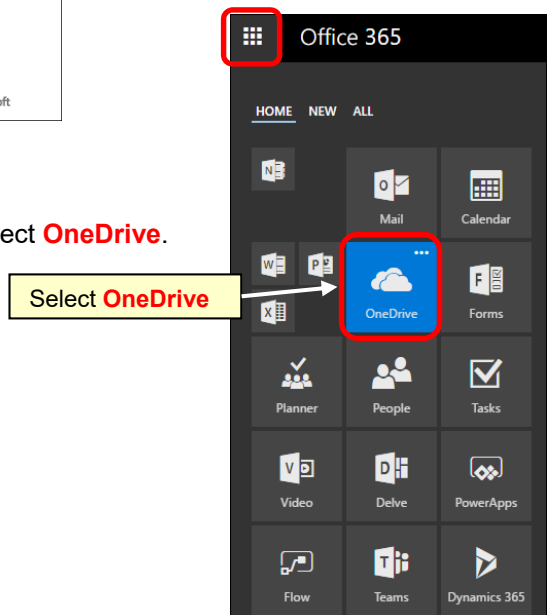 oft
ect OneDrive.
Select OneDrive
Office 365
HOME NEW ALL
N
Mail
Calendar
W P
X
OneDrive
F
Forms
Planner
People
Tasks
V
Video
D
Delve
PowerApps
Flow
T
Teams
Dynamics 365